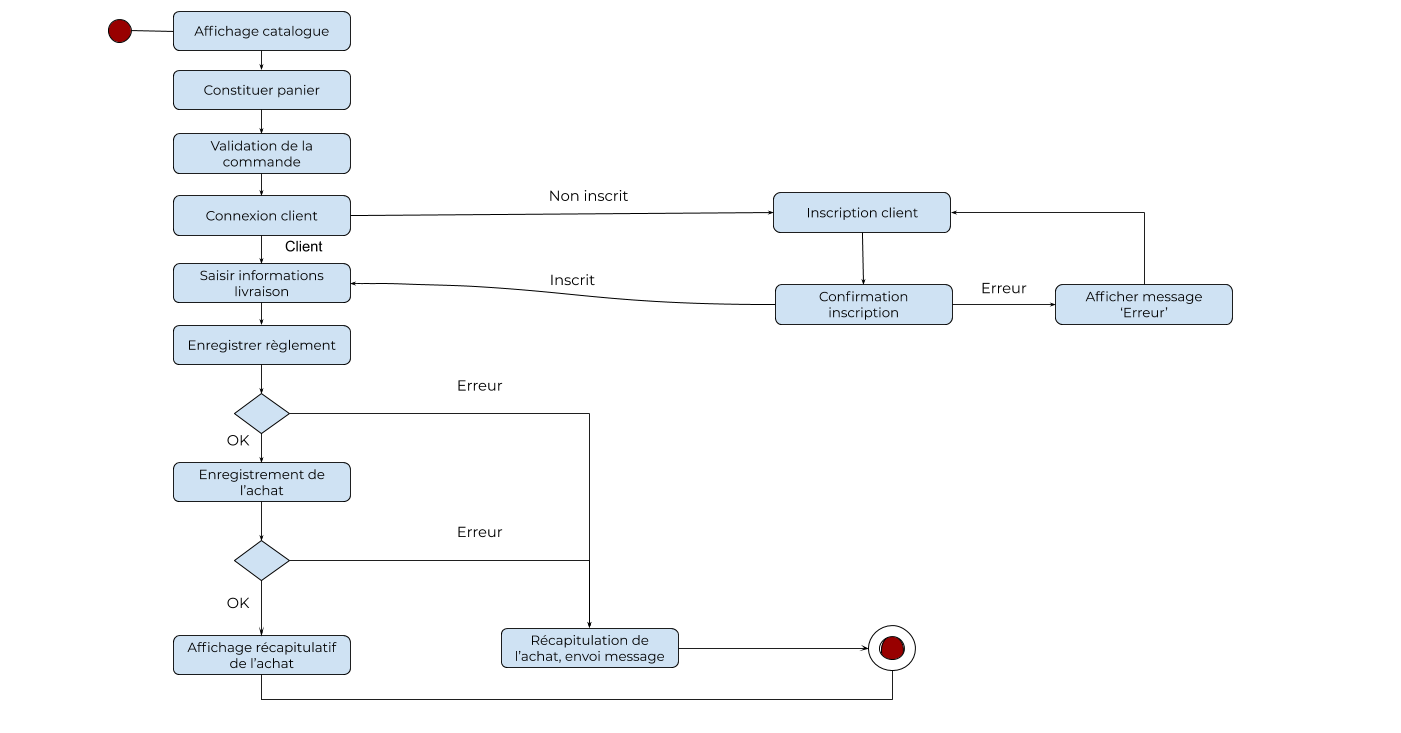 Affichage catalogue
Constituer panier
Validation de la
commande
Connexion client
Non inscrit
Inscription client
Client
Saisir informations
livraison
Inscrit
Confirmation
inscription
Erreur
Afficher message
‘Erreur’
Enregistrer règlement
Erreur
OK
Enregistrement de
l’achat
Erreur
OK
Affichage récapitulatif
de l’achat
Récapitulation de
l’achat, envoi message